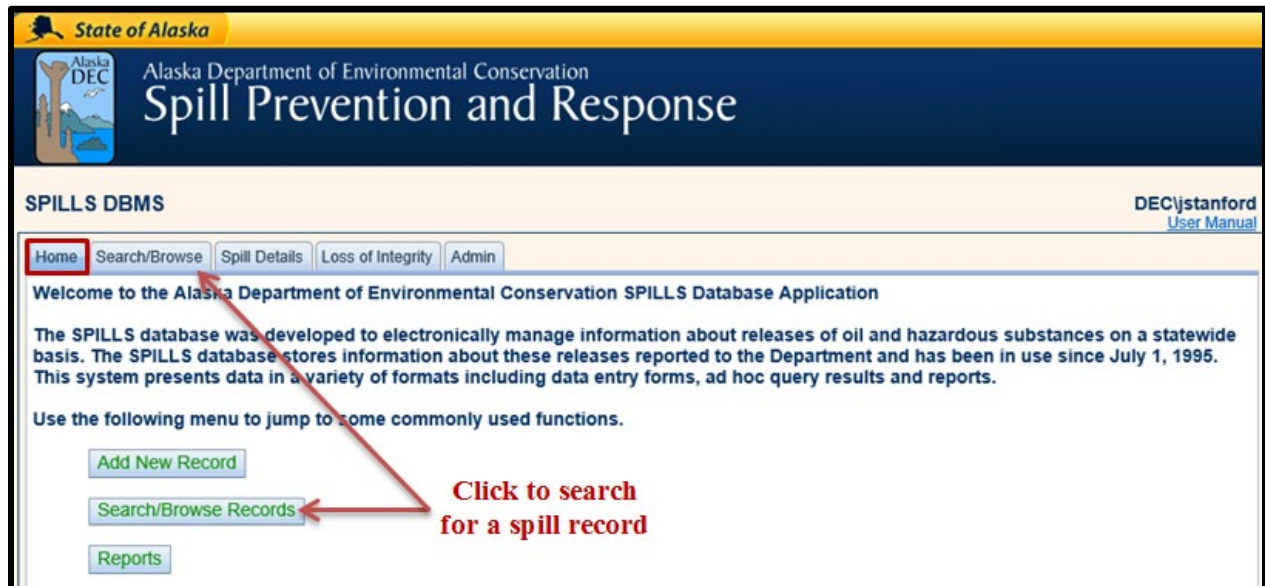 State of Alaska
Alaska
DEC
Alaska Department of Environmental Conservation
Spill Prevention and Response
SPILLS DBMS
DEC\jstanford
User Manual
Home Search/Browse Spill Details Loss of Integrity Admin
Welcome to the Alaska Department of Environmental Conservation SPILLS Database Application
The SPILLS database was developed to electronically manage information about releases of oil and hazardous substances on a statewide
basis. The SPILLS database stores information about these releases reported to the Department and has been in use since July 1, 1995.
This system presents data in a variety of formats including data entry forms, ad hoc query results and reports.
Use the following menu to jump to some commonly used functions.
Add New Record
Search/Browse Records
Click to search
for a spill record
Reports